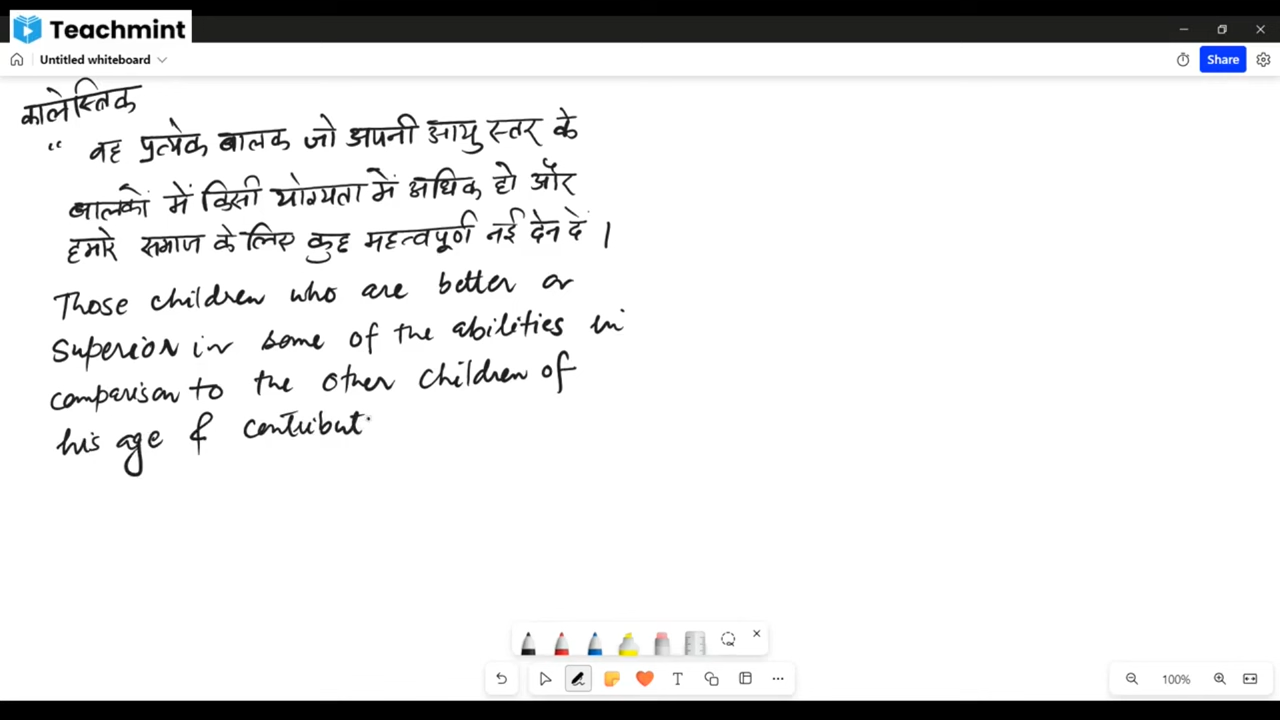 Teachmint
Untitled whiteboard
Share
कालेस्निक
“ वह प्रत्येक बालक जो अपनी आयु स्तर के
बालकों में किसी योग्यता में अधिक हो और
हमारे समाज के लिए कुछ महत्वपूर्ण नई देन दें ।
Those children who are better or
superior in some of the abilities in
comparison to the other children of
his age & contribut
100%